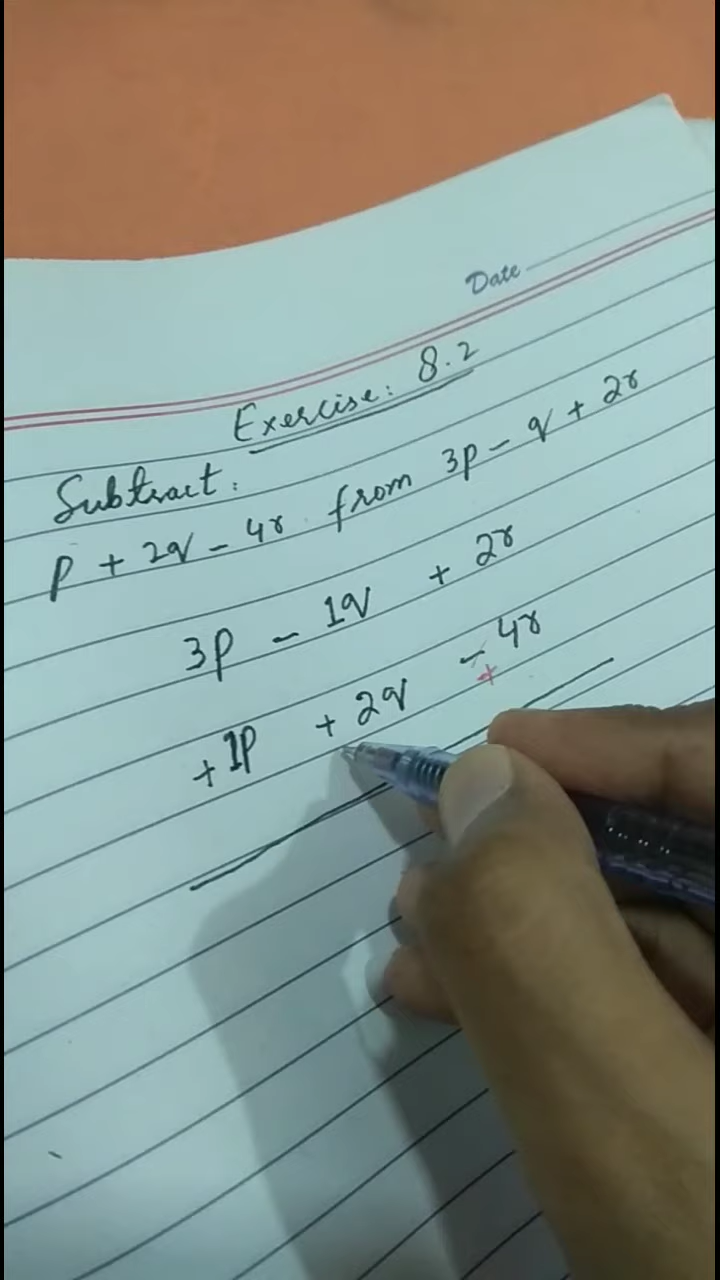 Date
Exercise: 8.2
Subtract:
p + 2q - 4r from 3p - q + 2r
3p - 1q + 2r
+1p + 2q - 4r
+